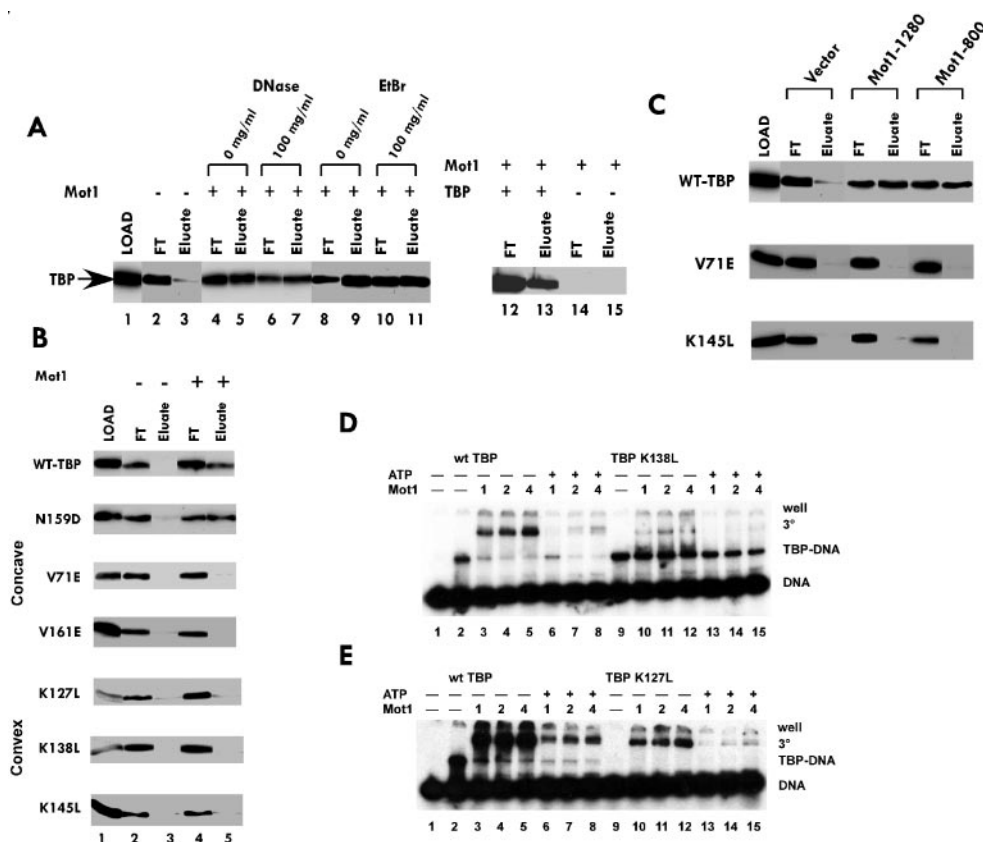 A
DNase
EtBr
0 mg/ml
100 mg/ml
0 mg/ml
100 mg/ml
Mot1 - - + + + + + + + +
LOAD FT Eluate FT Eluate FT Eluate FT Eluate FT Eluate
TBP
1 2 3 4 5 6 7 8 9 10 11
Mot1 + + + +
TBP + + - -
FT Eluate FT Eluate
12 13 14 15
B
Mot1 - - + +
LOAD FT Eluate FT Eluate
WT-TBP
N159D
Concave
V71E
V161E
K127L
Convex
K138L
K145L
1 2 3 4 5
C
Vector
Mot1-1280
Mot1-800
LOAD FT Eluate FT Eluate FT Eluate
WT-TBP
V71E
K145L
D
wt TBP TBP K138L
ATP — — — — — + + + — — — — + + +
Mot1 — — 1 2 4 1 2 4 — 1 2 4 1 2 4
well
3°
TBP-DNA
DNA
1 2 3 4 5 6 7 8 9 10 11 12 13 14 15
E
wt TBP TBP K127L
ATP — — — — — + + + — — — — + + +
Mot1 — — 1 2 4 1 2 4 — 1 2 4 1 2 4
well
3°
TBP-DNA
DNA
1 2 3 4 5 6 7 8 9 10 11 12 13 14 15